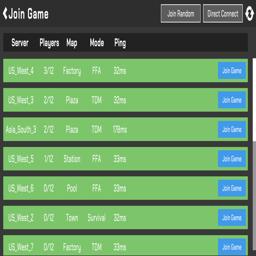 Join Game Join Random Direct Connect
Server Players Map Mode Ping
US_West_4 3/12 Factory FFA 32ms Join Game
US_West_3 2/12 Plaza TDM 32ms Join Game
Asia_South_3 2/12 Plaza TDM 178ms Join Game
US_West_5 1/12 Station FFA 33ms Join Game
US_West_6 0/12 Pool FFA 33ms Join Game
US_West_2 0/12 Town Survival 32ms Join Game
US_West_7 0/12 Factory TDM 33ms Join Game